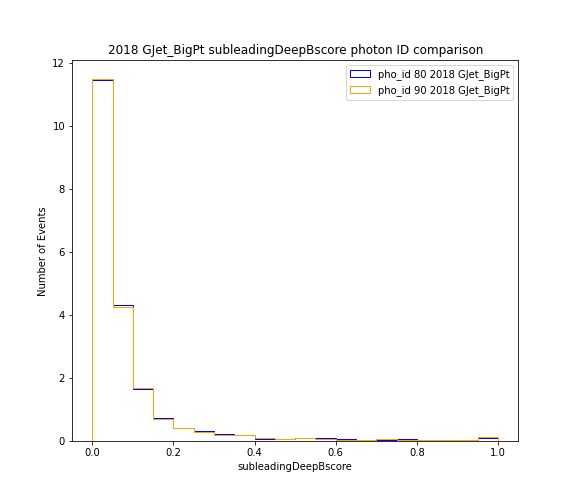 2018 GJet_BigPt subleadingDeepBscore photon ID comparison
pho_id 80 2018 GJet_BigPt
pho_id 90 2018 GJet_BigPt
Number of Events
12
10
8
6
4
2
0
0.0 0.2 0.4 0.6 0.8 1.0
subleadingDeepBscore